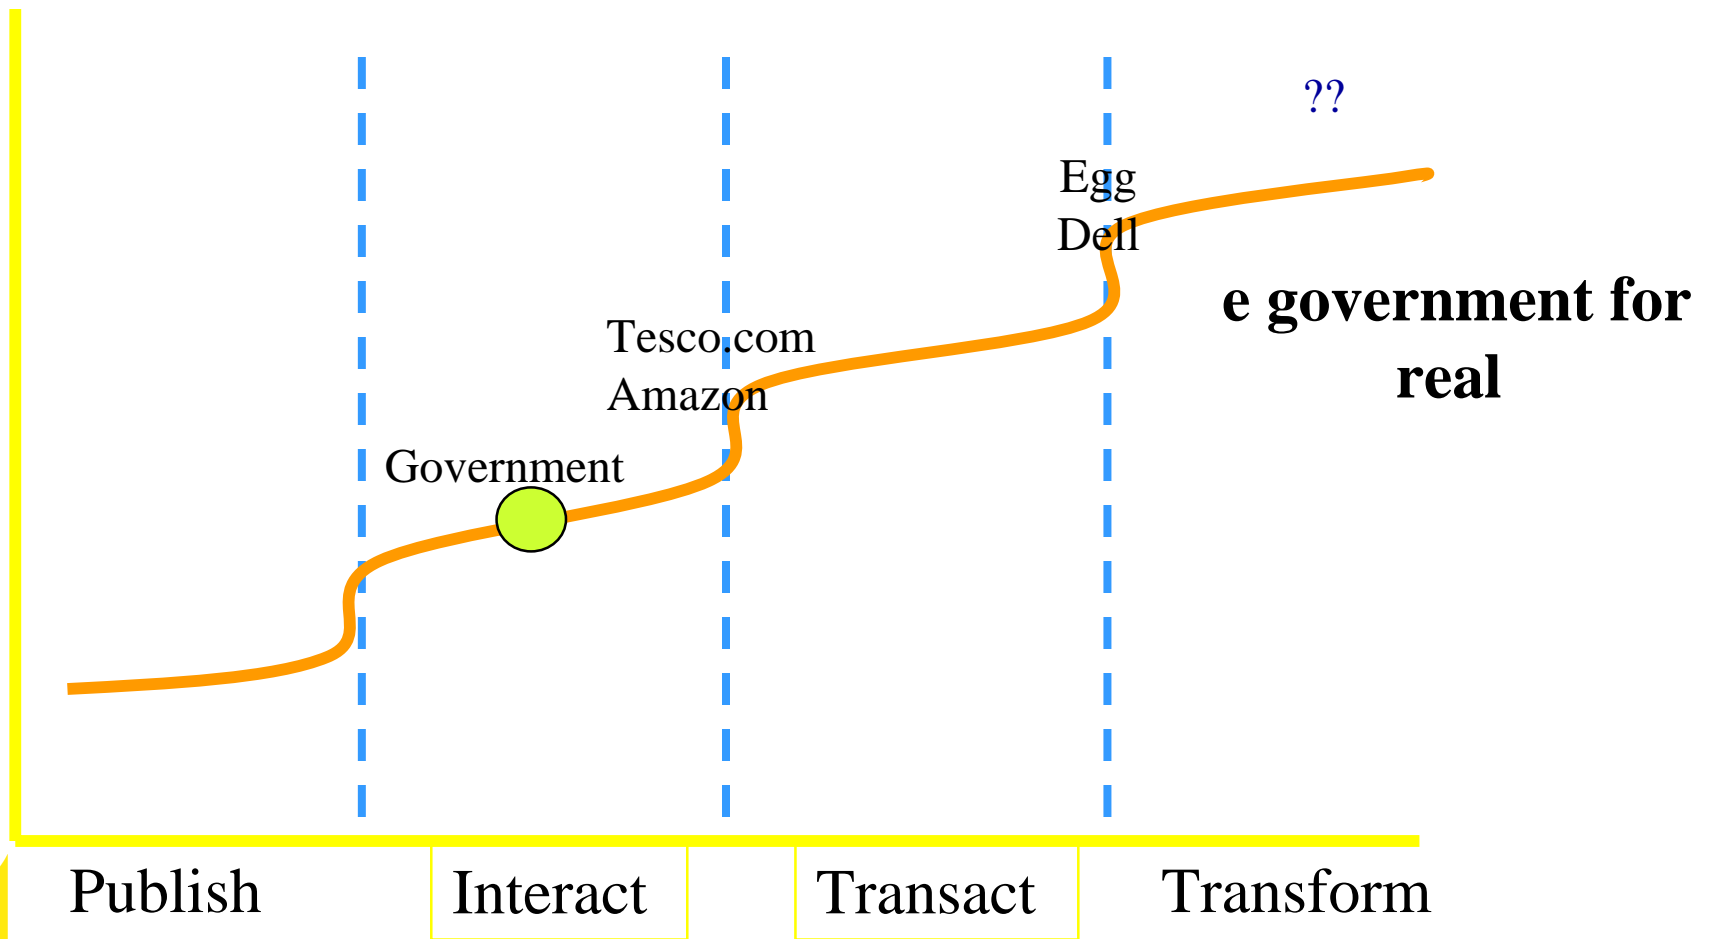 ??
Egg
Dell
e government for
real
Tesco.com
Amazon
Government
Publish
Interact
Transact
Transform